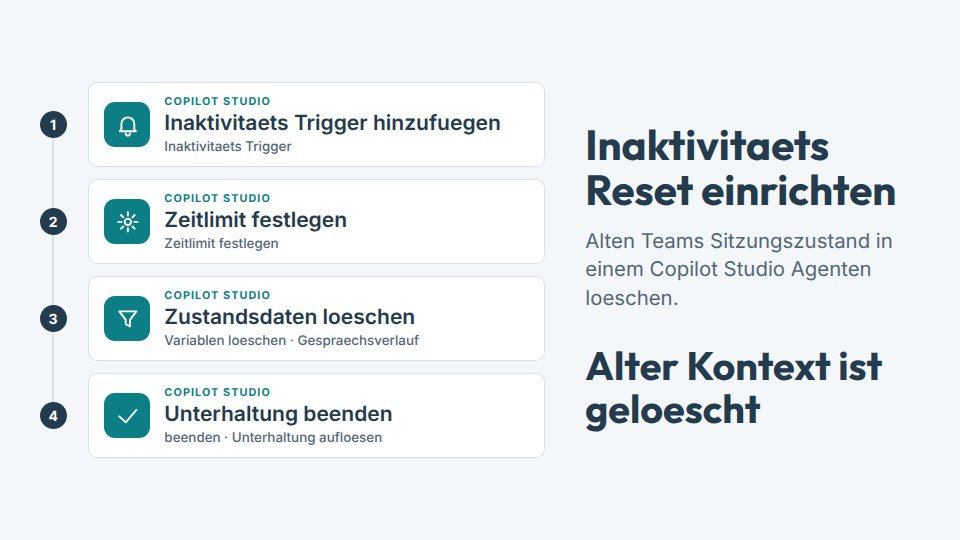 1
COPILOT STUDIO
Inaktivitaets Trigger hinzufuegen
Inaktivitaets Trigger
2
COPILOT STUDIO
Zeitlimit festlegen
Zeitlimit festlegen
3
COPILOT STUDIO
Zustandsdaten loeschen
Variablen loeschen · Gespraechsverlauf
4
COPILOT STUDIO
Unterhaltung beenden
beenden · Unterhaltung aufloesen
Inaktivitaets
Reset einrichten
Alten Teams Sitzungszustand in
einem Copilot Studio Agenten
loeschen.
Alter Kontext ist
geloescht